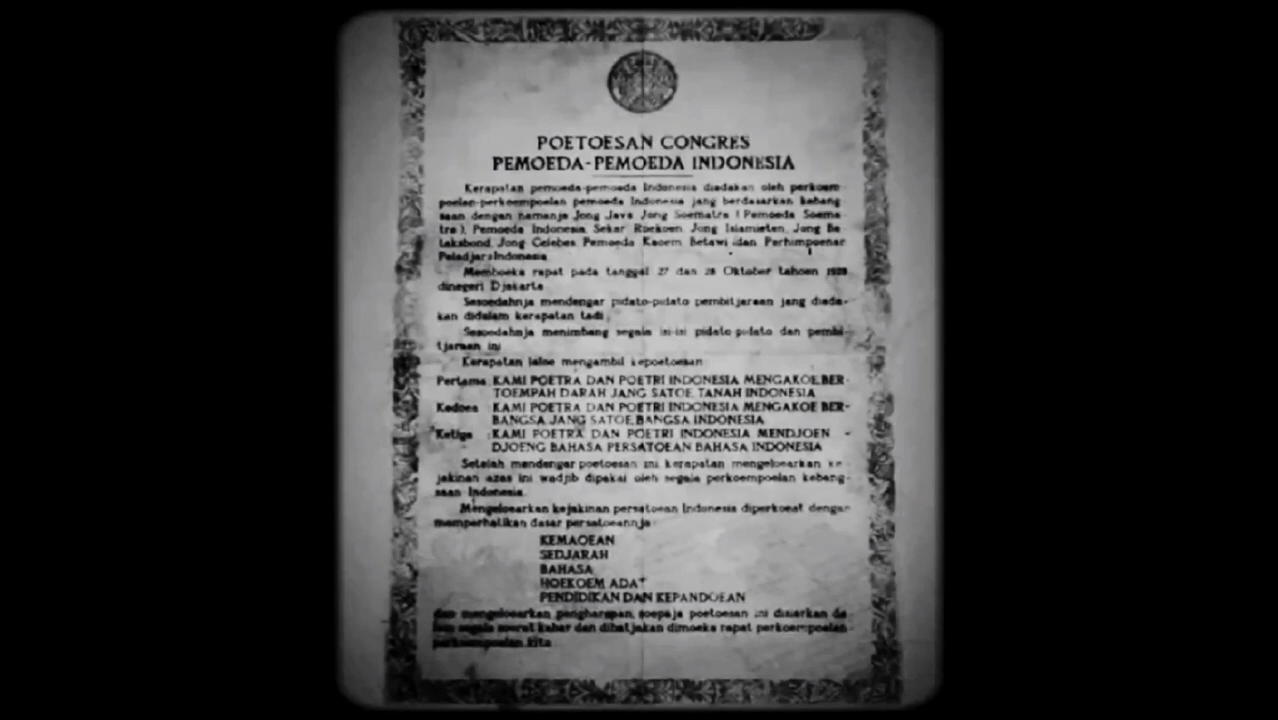 POETOESAN CONGRES
PEMOEDA-PEMOEDA INDONESIA
Kerapatan pemoeda-pemoeda Indonesia diadakan oleh perkoem-
poelan-perkoempoelan pemoeda Indonesia jang berdasarkan kebang
saan dengan namanja Jong Java Jong Soematra (Pemoeda Soema-
tra), Pemoeda Indonesia, Sekar Roekoen Jong Islamieten, Jong Ba-
taksbond, Jong Celebes Pemoeda Kaoem Betawi dan Perhimpoenan
Peladjar2 Indonesia
Memboeka rapat pada tanggal 27 dan 28 Oktober tahoen 1928
dinegeri Djakarta
Sesoedahnja mendengar pidato-pidato pembitjaraan jang diada-
kan didalam kerapatan tadi;
Sesoedahnja menimbang segala isi-isi pidato-pidato dan pembi-
tjaraan ini
Kerapatan laloe mengambil kepoetoesan
Pertama : KAMI POETRA DAN POETRI INDONESIA MENGAKOE BER-
TOEMPAH DARAH JANG SATOE, TANAH INDONESIA
Kedoea : KAMI POETRA DAN POETRI INDONESIA MENGAKOE BER-
BANGSA JANG SATOE, BANGSA INDONESIA
Ketiga : KAMI POETRA DAN POETRI INDONESIA MENDJOEN -
DJOENG BAHASA PERSATOEAN BAHASA INDONESIA
Setelah mendengar poetoesan ini kerapatan mengeloearkan ke-
jakinan azas ini wadjib dipakai oleh segala perkoempoelan kebang-
saan Indonesia
Mengeloearkan kejakinan persatoean Indonesia diperkoeat dengan
memperhatikan dasar persatoeannja:
KEMAOEAN
SEDJARAH
BAHASA
HOEKOEM ADAT
PENDIDIKAN DAN KEPANDOEAN
dan mengeloearkan pengharapan, soepaja poetoesan ini disiarkan da-
lam segala soerat kabar dan dibatjakan dimoeka rapat perkoempoelan-
perkoempoelan kita